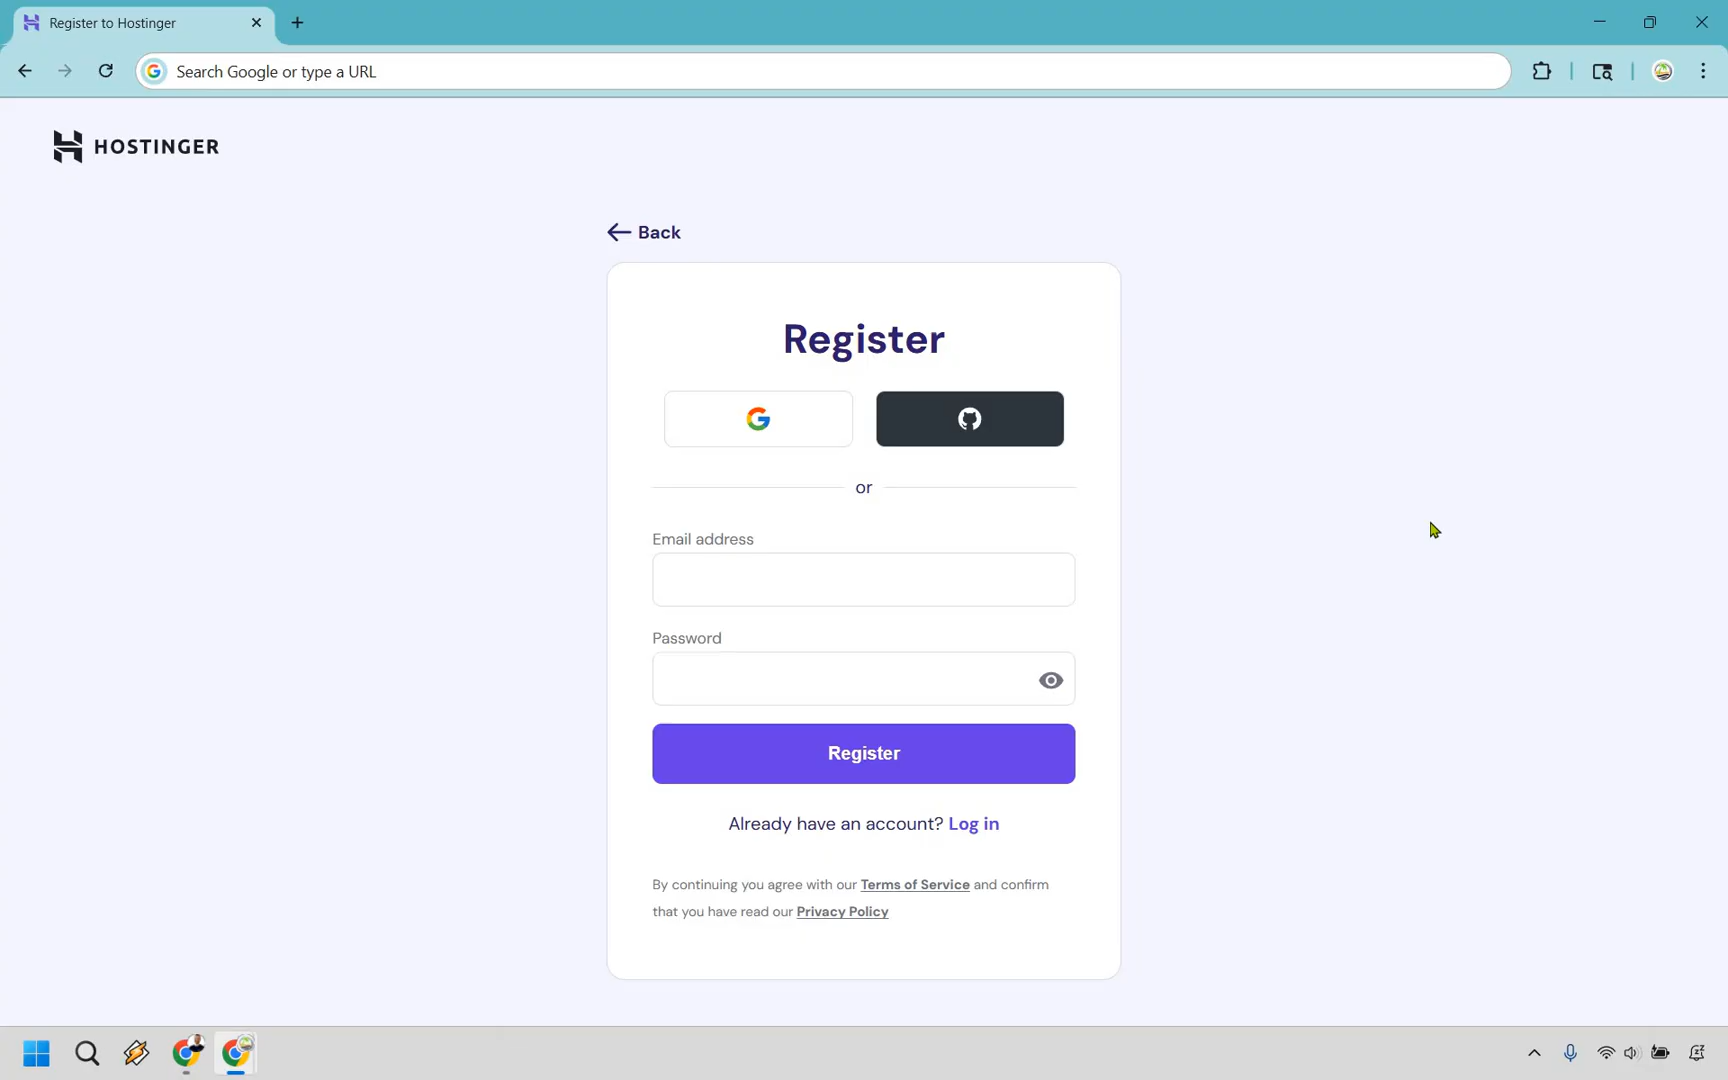 Register to Hostinger
Search Google or type a URL
HOSTINGER
Back
Register
or
Email address
Password
Register
Already have an account? Log in
By continuing you agree with our Terms of Service and confirm
that you have read our Privacy Policy